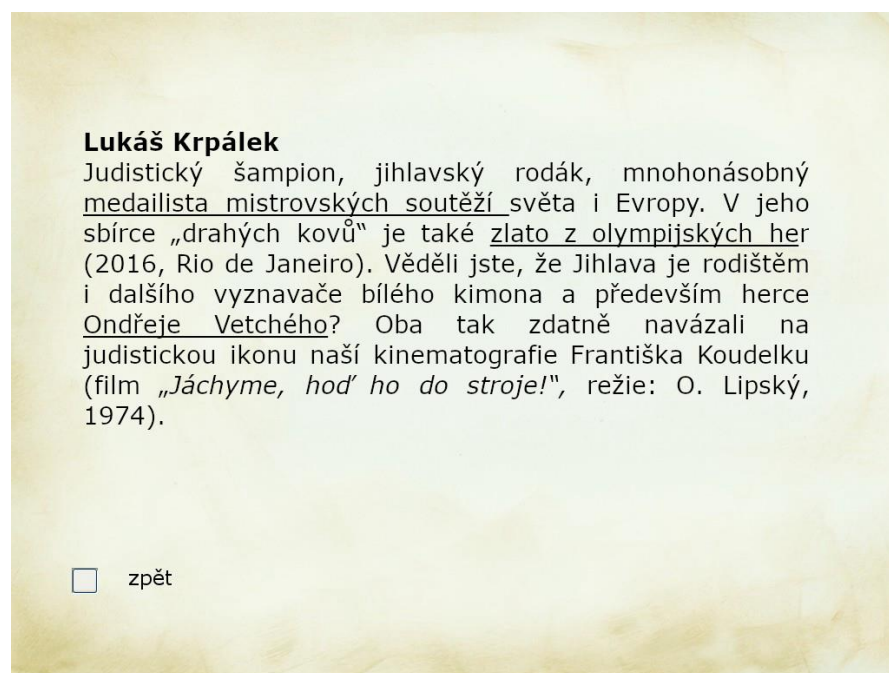 Lukáš Krpálek
Judistický šampion, jihlavský rodák, mnohonásobný
medailista mistrovských soutěží světa i Evropy. V jeho
sbírce „drahých kovů“ je také zlato z olympijských her
(2016, Rio de Janeiro). Věděli jste, že Jihlava je rodištěm
i dalšího vyznavače bílého kimona a především herce
Ondřeje Vetchého? Oba tak zdatně navázali na
judistickou ikonu naší kinematografie Františka Koudelku
(film „Jáchyme, hoď ho do stroje!“, režie: O. Lipský,
1974).
zpět